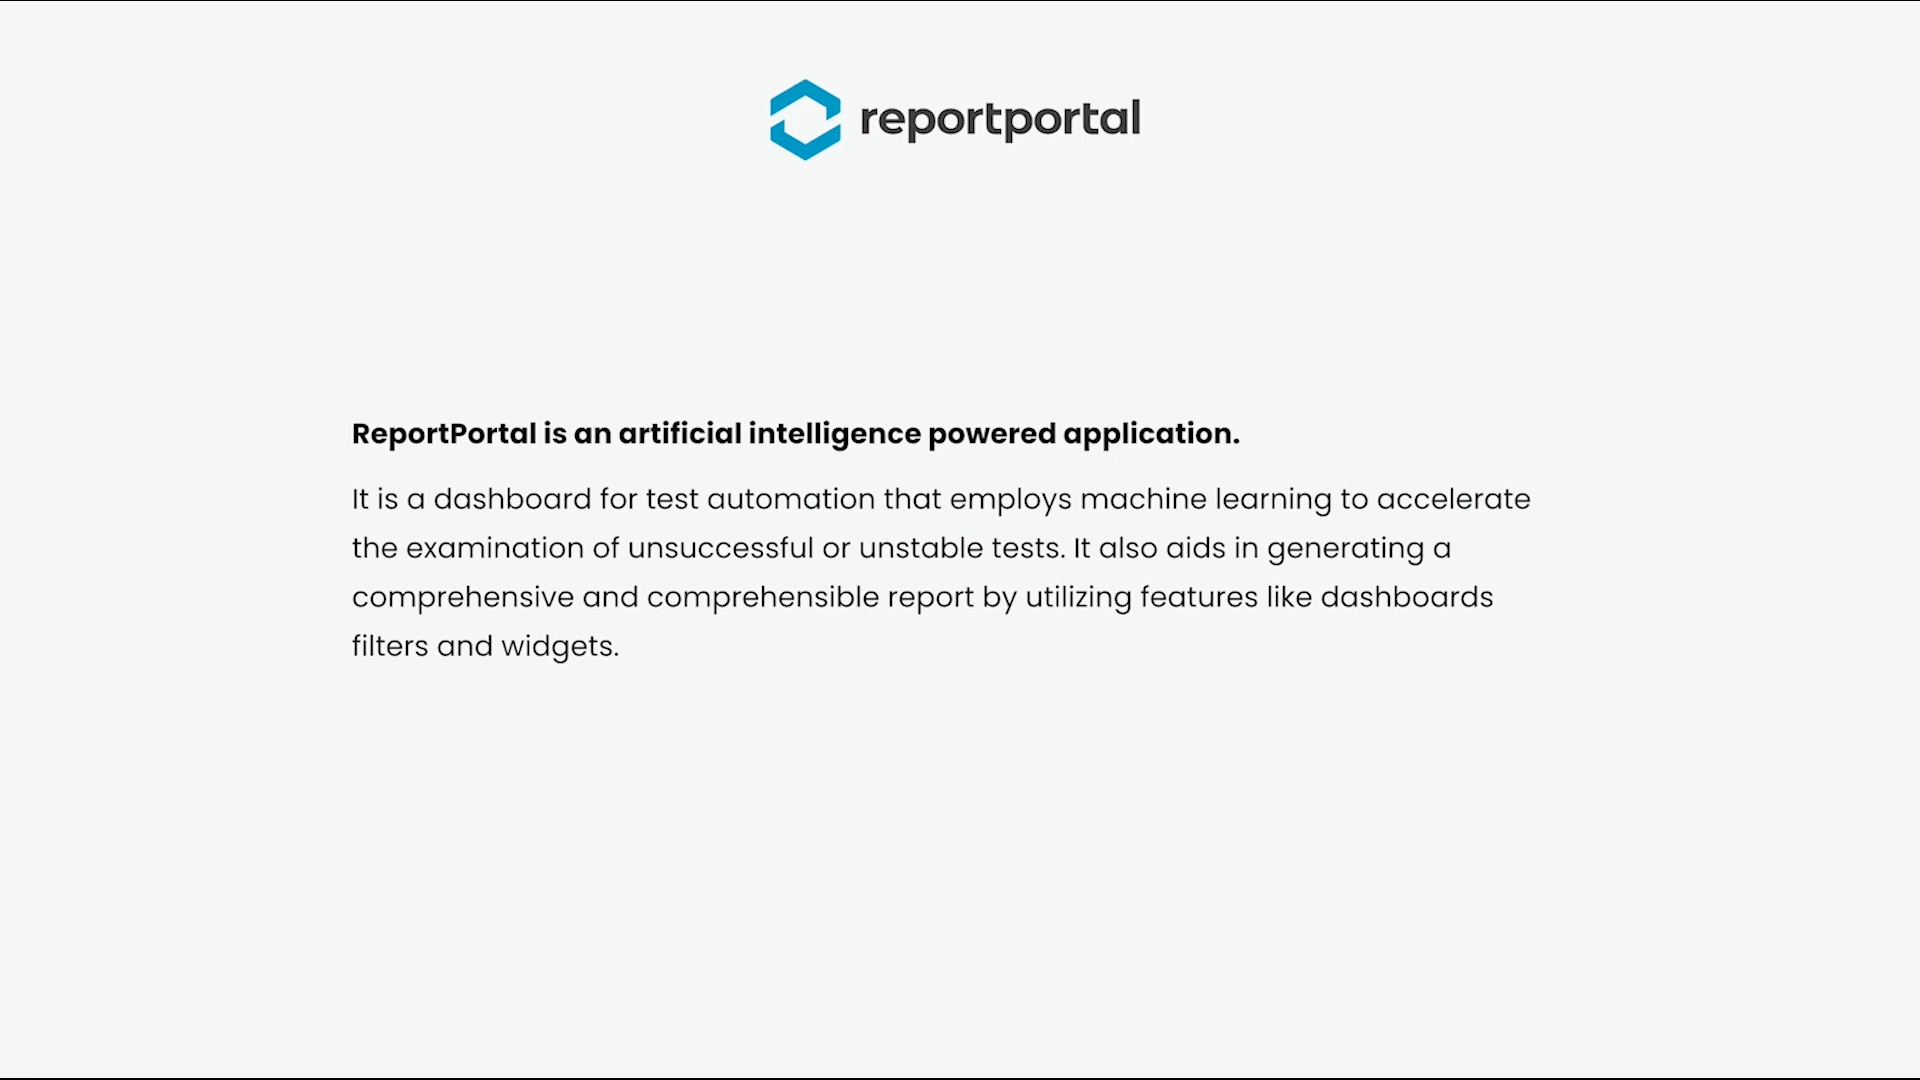 reportportal
ReportPortal is an artificial intelligence powered application.
It is a dashboard for test automation that employs machine learning to accelerate
the examination of unsuccessful or unstable tests. It also aids in generating a
comprehensive and comprehensible report by utilizing features like dashboards
filters and widgets.